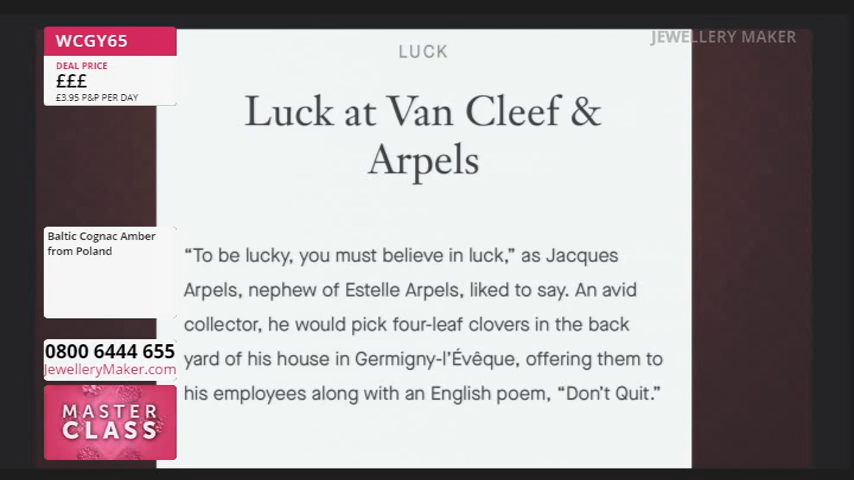 WCGY65
DEAL PRICE
£££
£3.95 P&P PER DAY
Baltic Cognac Amber
from Poland
0800 6444 655
JewelleryMaker.com
MASTER
CLASS
JEWELLERY MAKER
LUCK
Luck at Van Cleef &
Arpels
“To be lucky, you must believe in luck,” as Jacques
Arpels, nephew of Estelle Arpels, liked to say. An avid
collector, he would pick four-leaf clovers in the back
yard of his house in Germigny-l’Évêque, offering them to
his employees along with an English poem, “Don’t Quit.”